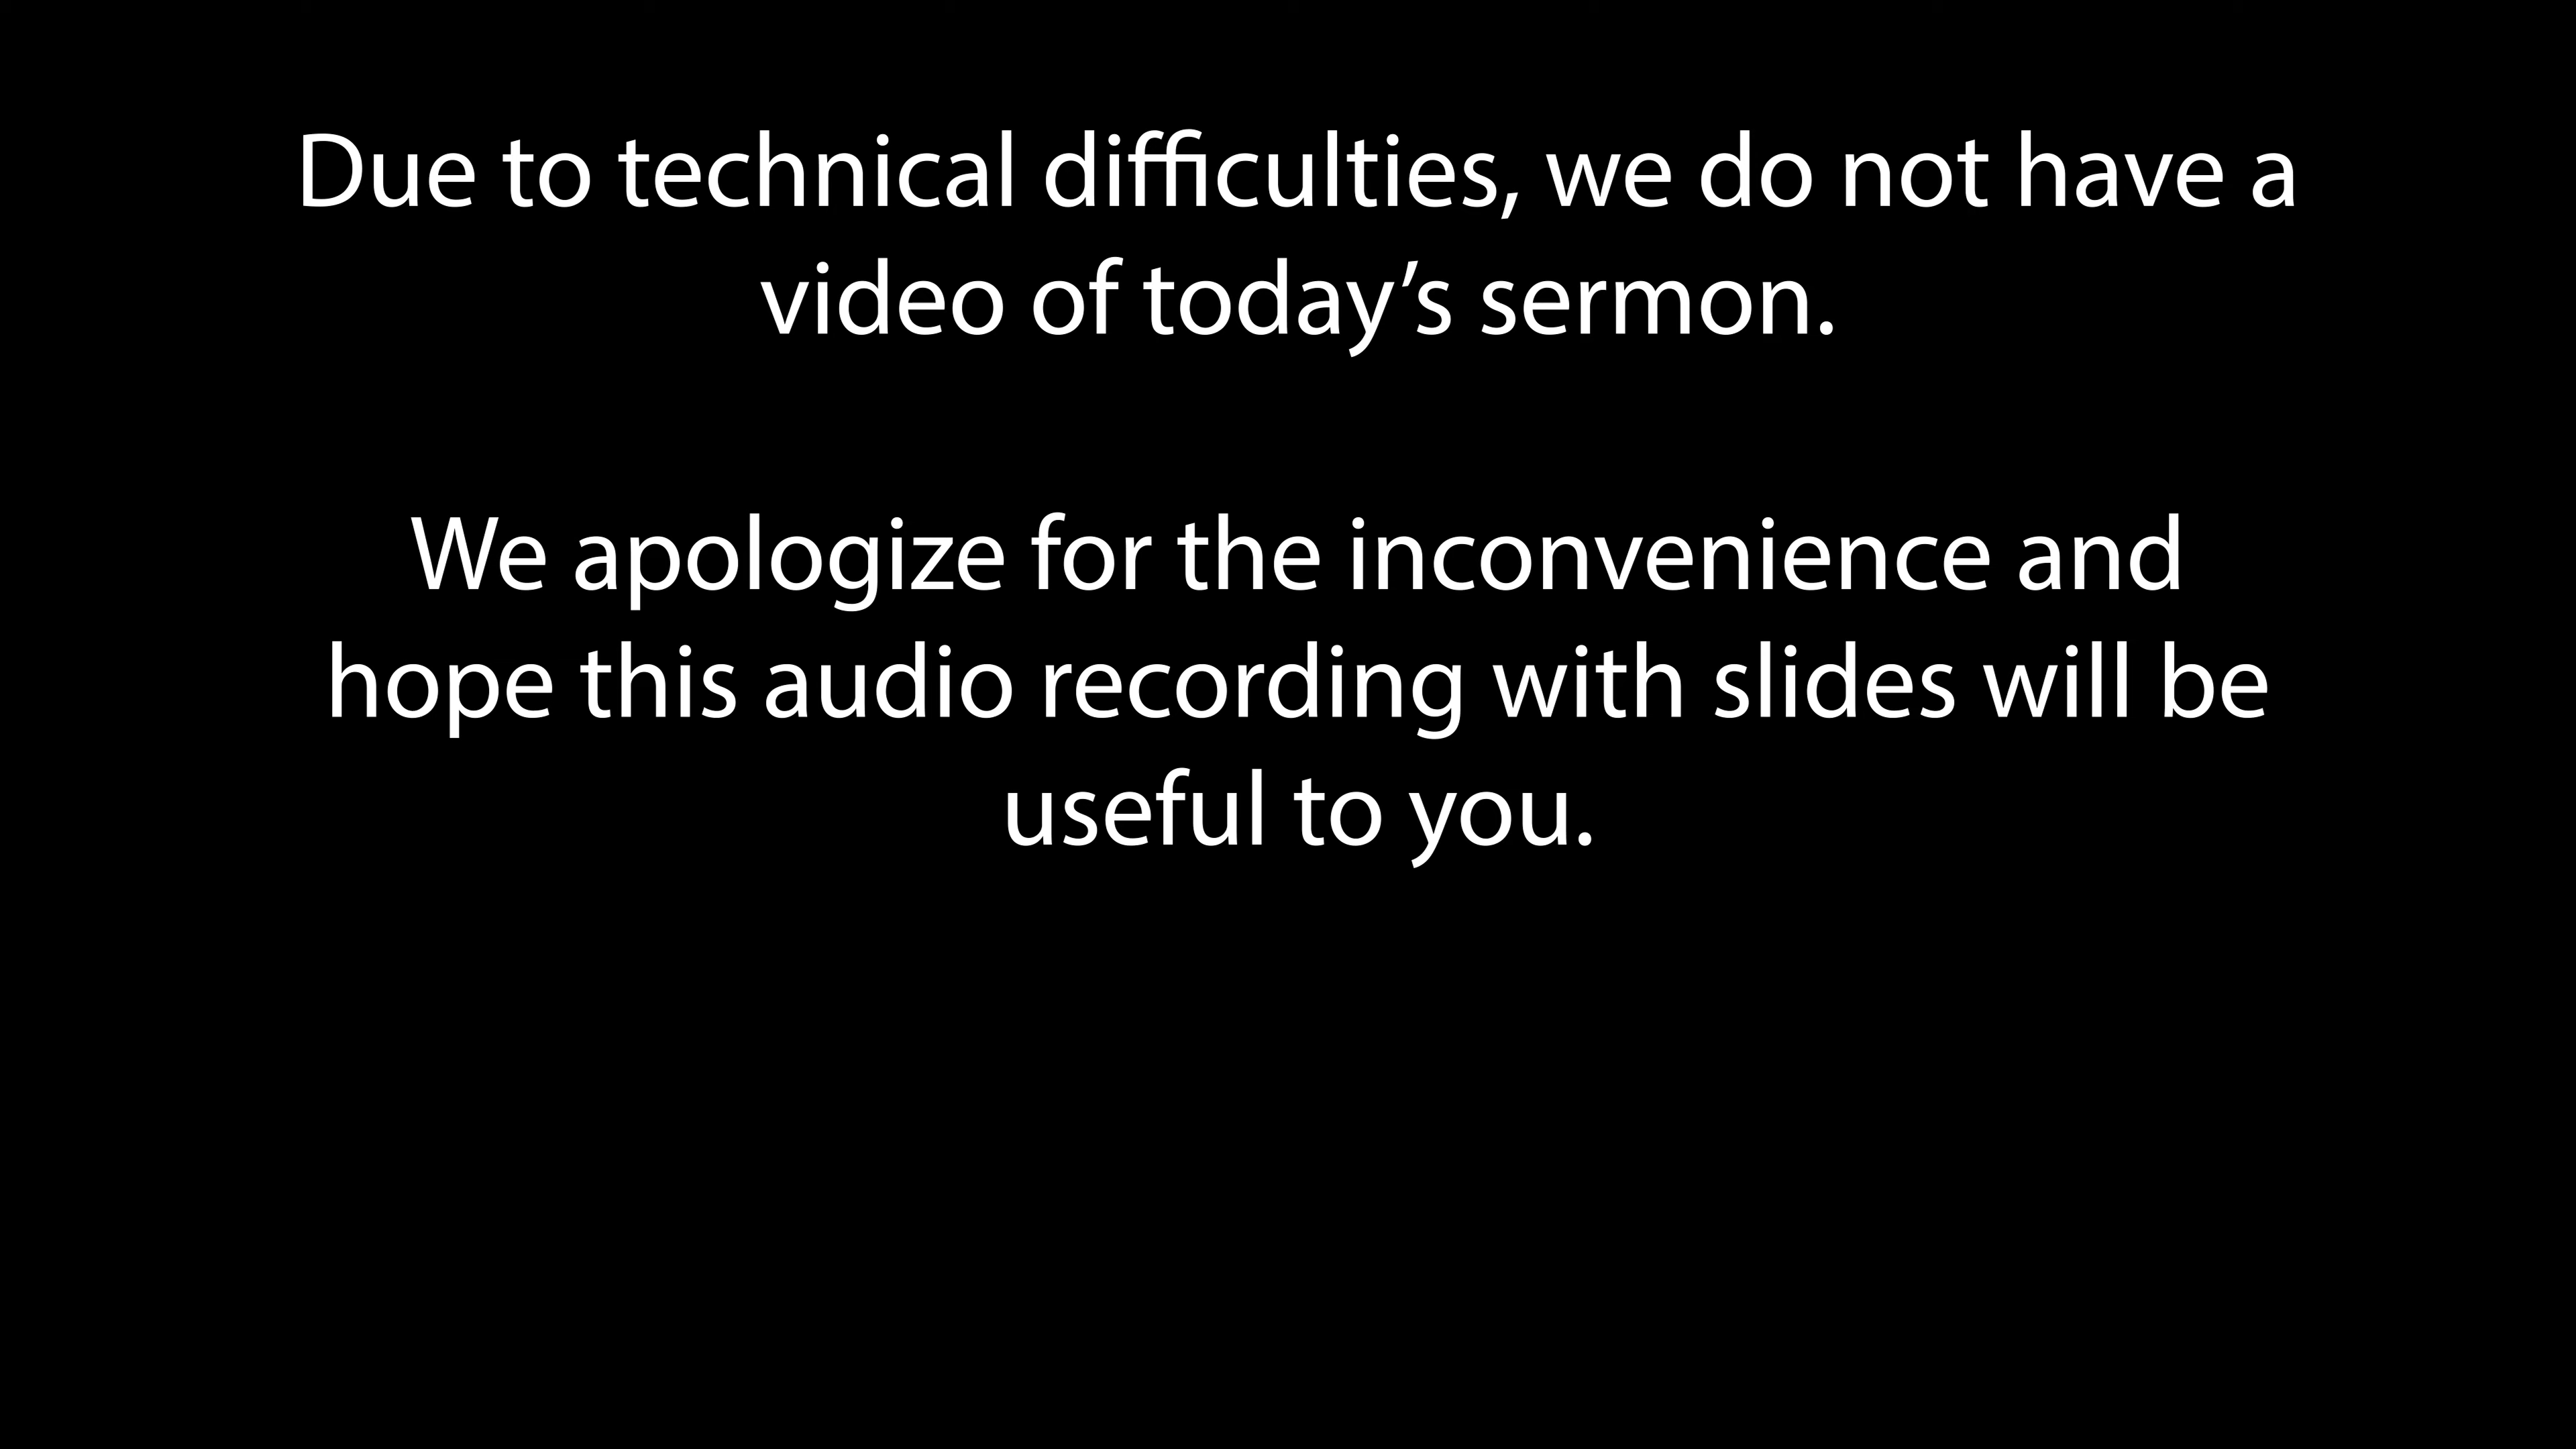 Due to technical difficulties, we do not have a
video of today’s sermon.
We apologize for the inconvenience and
hope this audio recording with slides will be
useful to you.